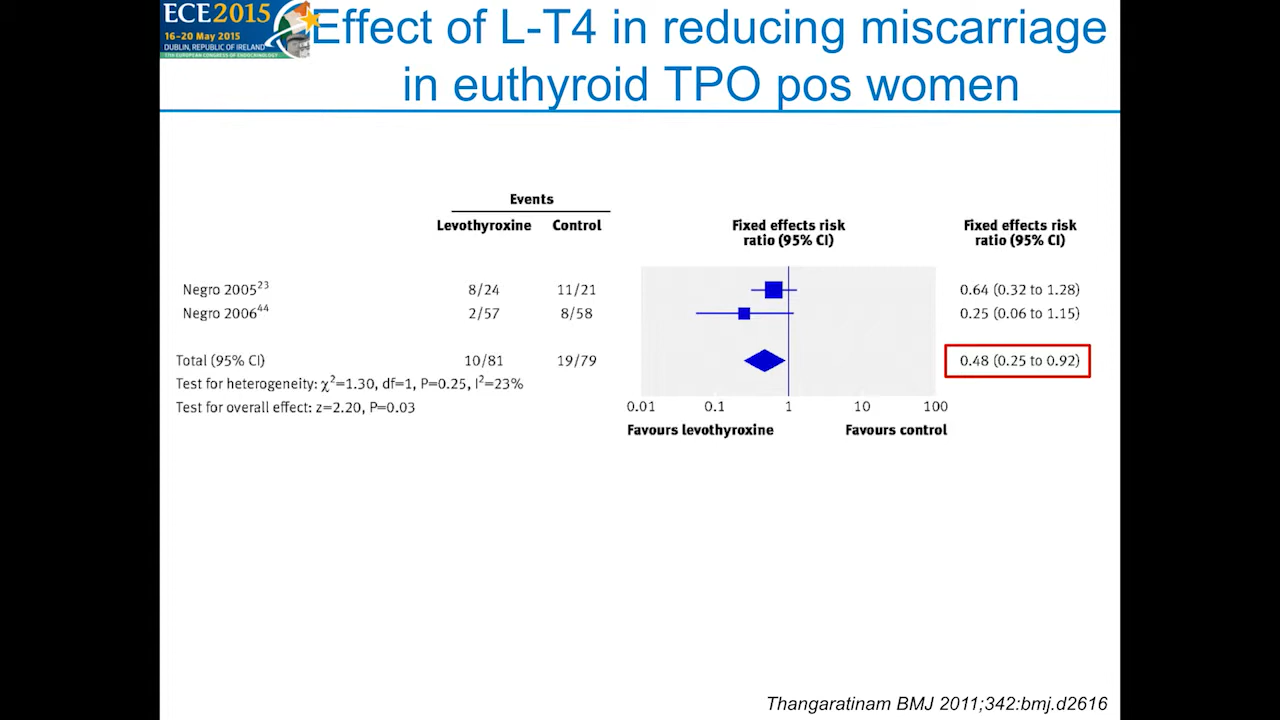 ECE2015
16-20 May 2015
DUBLIN, REPUBLIC OF IRELAND
17TH EUROPEAN CONGRESS OF ENDOCRINOLOGY
Effect of L-T4 in reducing miscarriage
in euthyroid TPO pos women
Events
Levothyroxine Control
Fixed effects risk
ratio (95% CI)
Fixed effects risk
ratio (95% CI)
Negro 2005²³ 8/24 11/21 0.64 (0.32 to 1.28)
Negro 2006⁴⁴ 2/57 8/58 0.25 (0.06 to 1.15)
Total (95% CI) 10/81 19/79 0.48 (0.25 to 0.92)
Test for heterogeneity: χ²=1.30, df=1, P=0.25, I²=23%
Test for overall effect: z=2.20, P=0.03
0.01 0.1 1 10 100
Favours levothyroxine Favours control
Thangaratinam BMJ 2011;342:bmj.d2616